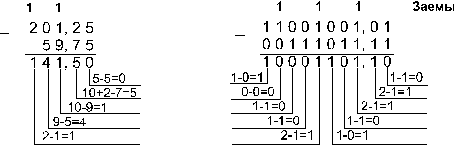 1 1 1 1 1 Заемы
_ 201,25 _ 11001001,01
59,75 00111011,11
141,50 10001101,10
5-5=0 1-0=1 1-1=0
10+2-7=5 0-0=0 2-1=1
10-9=1 1-1=0 2-1=1
9-5=4 1-1=0 1-1=0
2-1=1 2-1=1 1-0=1